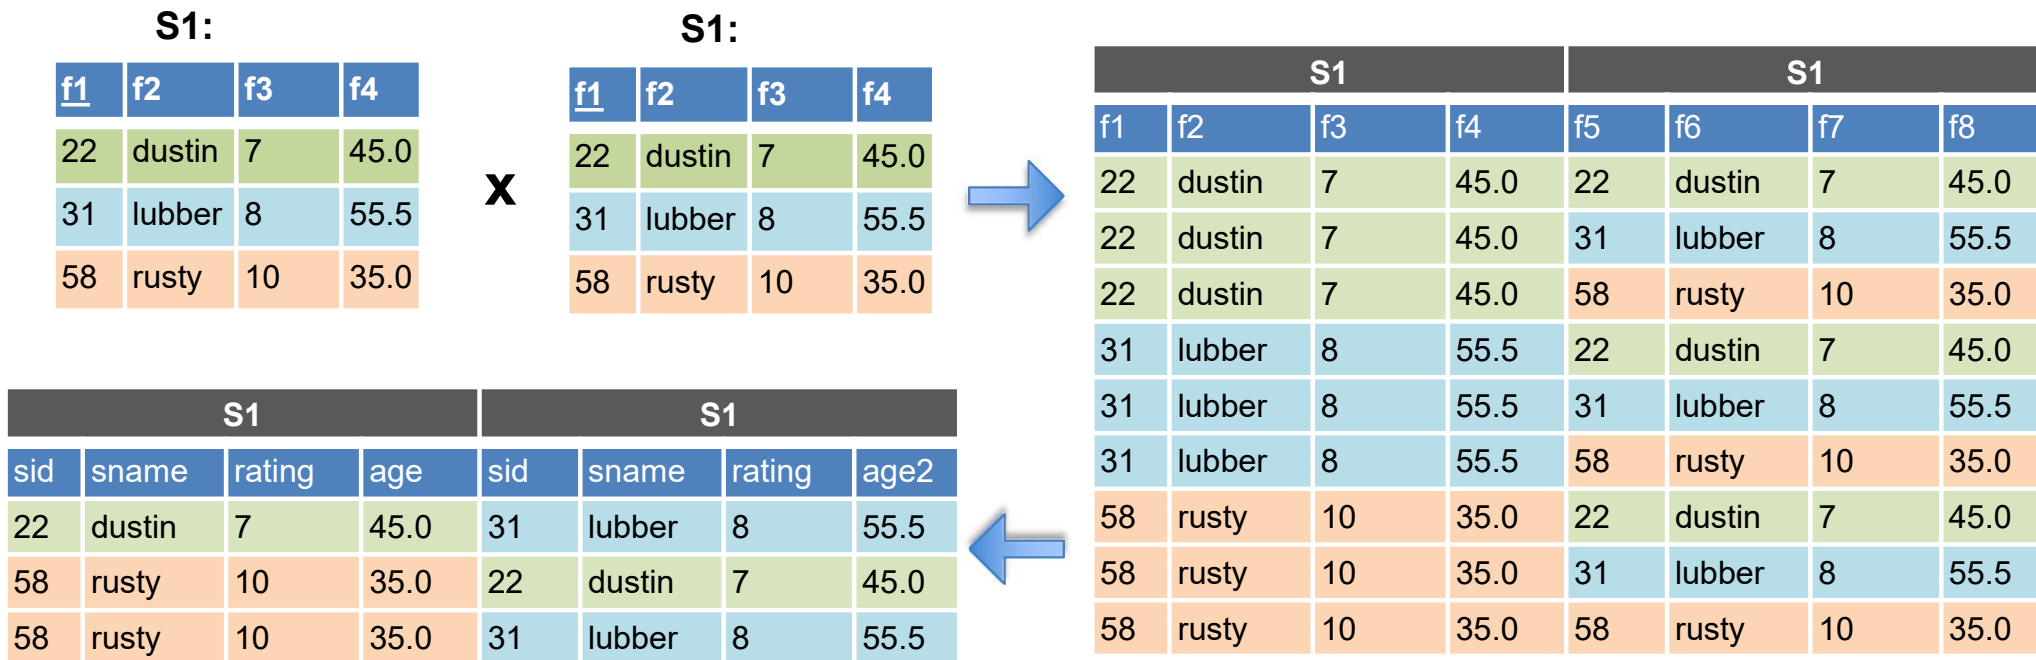 S1:
f1 f2 f3 f4
22 dustin 7 45.0
31 lubber 8 55.5
58 rusty 10 35.0
x
S1:
f1 f2 f3 f4
22 dustin 7 45.0
31 lubber 8 55.5
58 rusty 10 35.0
S1 S1
f1 f2 f3 f4 f5 f6 f7 f8
22 dustin 7 45.0 22 dustin 7 45.0
22 dustin 7 45.0 31 lubber 8 55.5
22 dustin 7 45.0 58 rusty 10 35.0
31 lubber 8 55.5 22 dustin 7 45.0
31 lubber 8 55.5 31 lubber 8 55.5
31 lubber 8 55.5 58 rusty 10 35.0
58 rusty 10 35.0 22 dustin 7 45.0
58 rusty 10 35.0 31 lubber 8 55.5
58 rusty 10 35.0 58 rusty 10 35.0
S1 S1
sid sname rating age sid sname rating age2
22 dustin 7 45.0 31 lubber 8 55.5
58 rusty 10 35.0 22 dustin 7 45.0
58 rusty 10 35.0 31 lubber 8 55.5